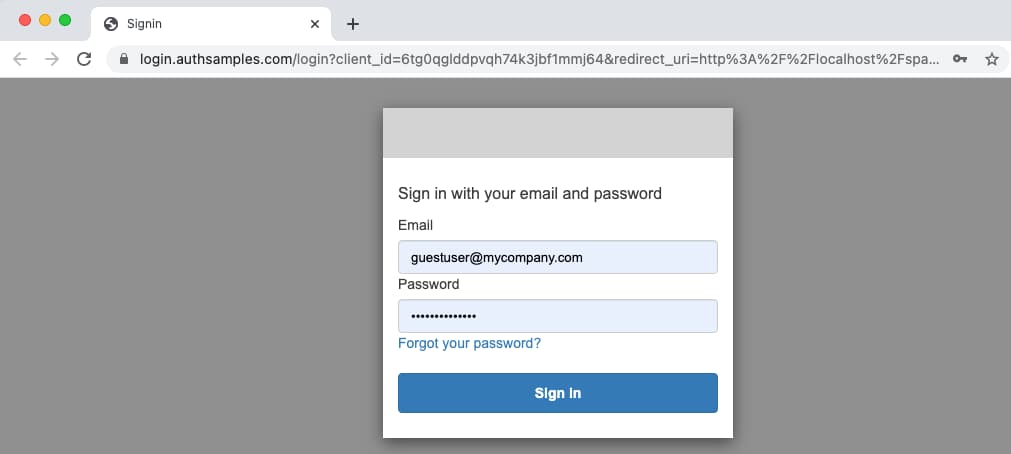 Signin
login.authsamples.com/login?client_id=6tg0qglddpvqh74k3jbf1mmj64&redirect_uri=http%3A%2F%2Flocalhost%2Fspa...
Sign in with your email and password
Email
guestuser@mycompany.com
Password
••••••••••••••
Forgot your password?
Sign in